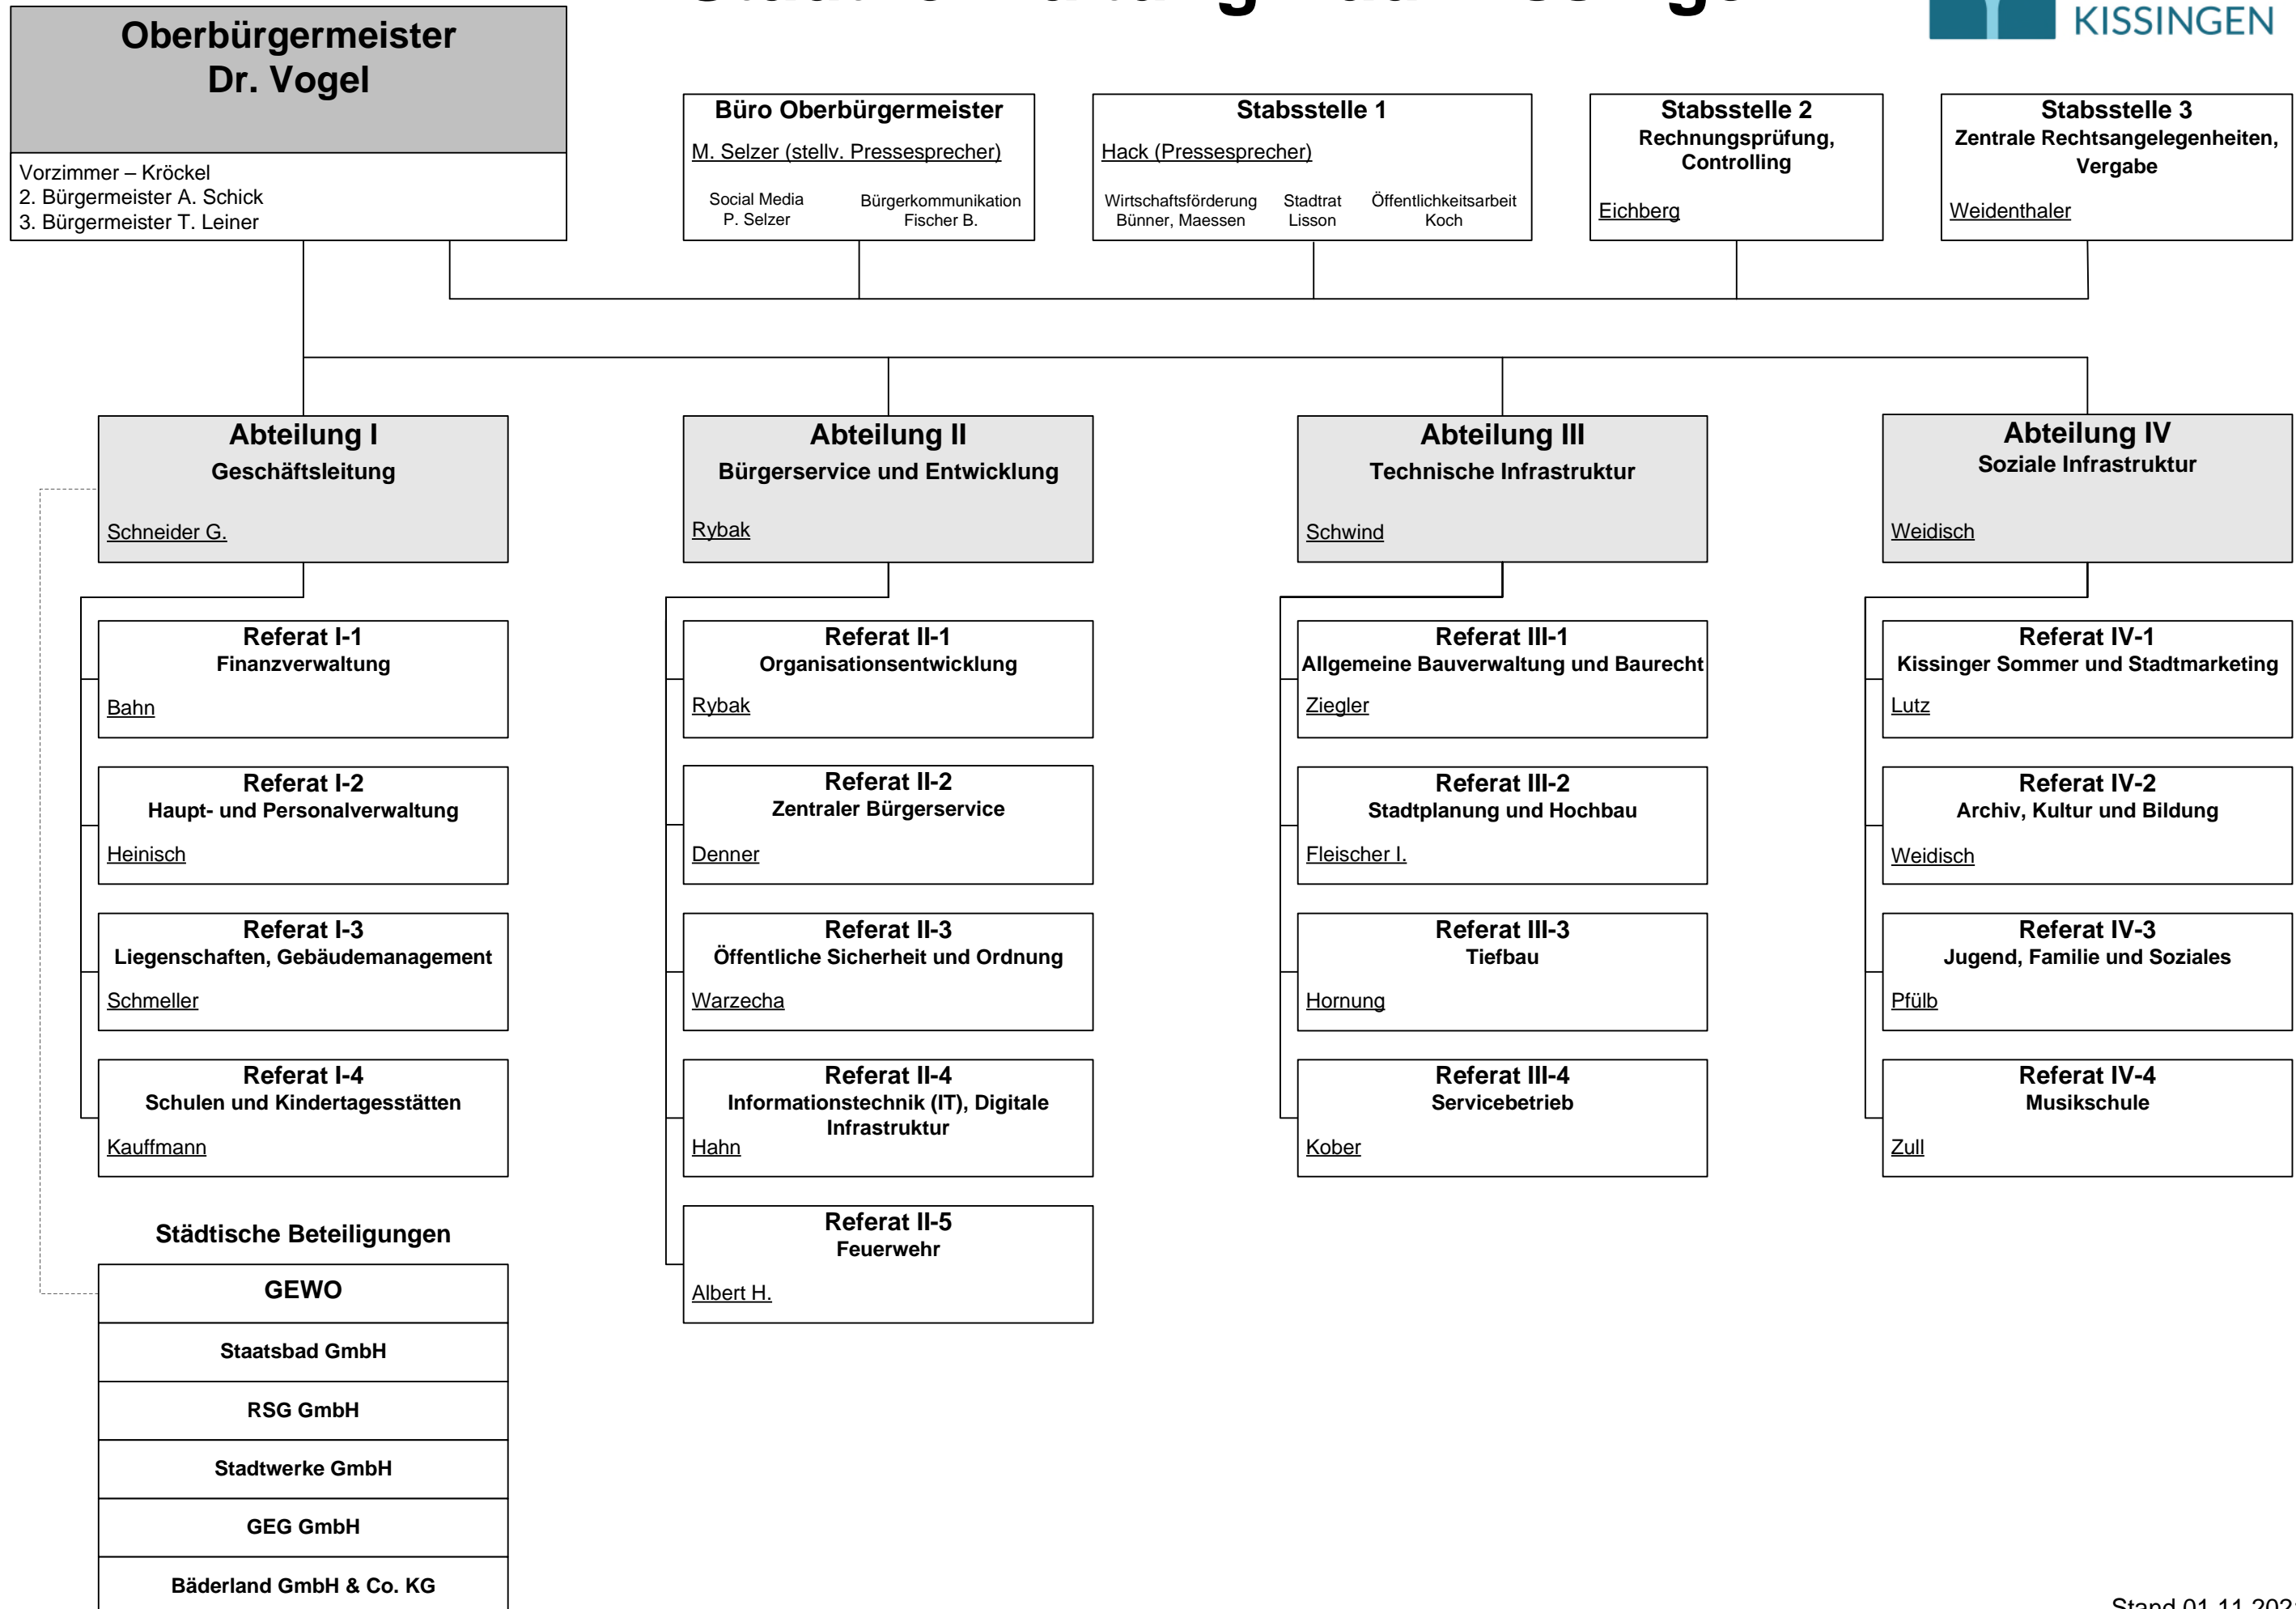 Oberbürgermeister
Dr. Vogel
Vorzimmer – Kröckel
2. Bürgermeister A. Schick
3. Bürgermeister T. Leiner
KISSINGEN
Büro Oberbürgermeister
M. Selzer (stellv. Pressesprecher)
Social Media
P. Selzer
Bürgerkommunikation
Fischer B.
Stabsstelle 1
Hack (Pressesprecher)
Wirtschaftsförderung
Bünner, Maessen
Stadtrat
Lisson
Öffentlichkeitsarbeit
Koch
Stabsstelle 2
Rechnungsprüfung,
Controlling
Eichberg
Stabsstelle 3
Zentrale Rechtsangelegenheiten,
Vergabe
Weidenthaler
Abteilung I
Geschäftsleitung
Schneider G.
Referat I-1
Finanzverwaltung
Bahn
Referat I-2
Haupt- und Personalverwaltung
Heinisch
Referat I-3
Liegenschaften, Gebäudemanagement
Schmeller
Referat I-4
Schulen und Kindertagesstätten
Kauffmann
Städtische Beteiligungen
GEWO
Staatsbad GmbH
RSG GmbH
Stadtwerke GmbH
GEG GmbH
Bäderland GmbH & Co. KG
Abteilung II
Bürgerservice und Entwicklung
Rybak
Referat II-1
Organisationsentwicklung
Rybak
Referat II-2
Zentraler Bürgerservice
Denner
Referat II-3
Öffentliche Sicherheit und Ordnung
Warzecha
Referat II-4
Informationstechnik (IT), Digitale
Infrastruktur
Hahn
Referat II-5
Feuerwehr
Albert H.
Abteilung III
Technische Infrastruktur
Schwind
Referat III-1
Allgemeine Bauverwaltung und Baurecht
Ziegler
Referat III-2
Stadtplanung und Hochbau
Fleischer I.
Referat III-3
Tiefbau
Hornung
Referat III-4
Servicebetrieb
Kober
Abteilung IV
Soziale Infrastruktur
Weidisch
Referat IV-1
Kissinger Sommer und Stadtmarketing
Lutz
Referat IV-2
Archiv, Kultur und Bildung
Weidisch
Referat IV-3
Jugend, Familie und Soziales
Pfülb
Referat IV-4
Musikschule
Zull
Stand 01.11.202